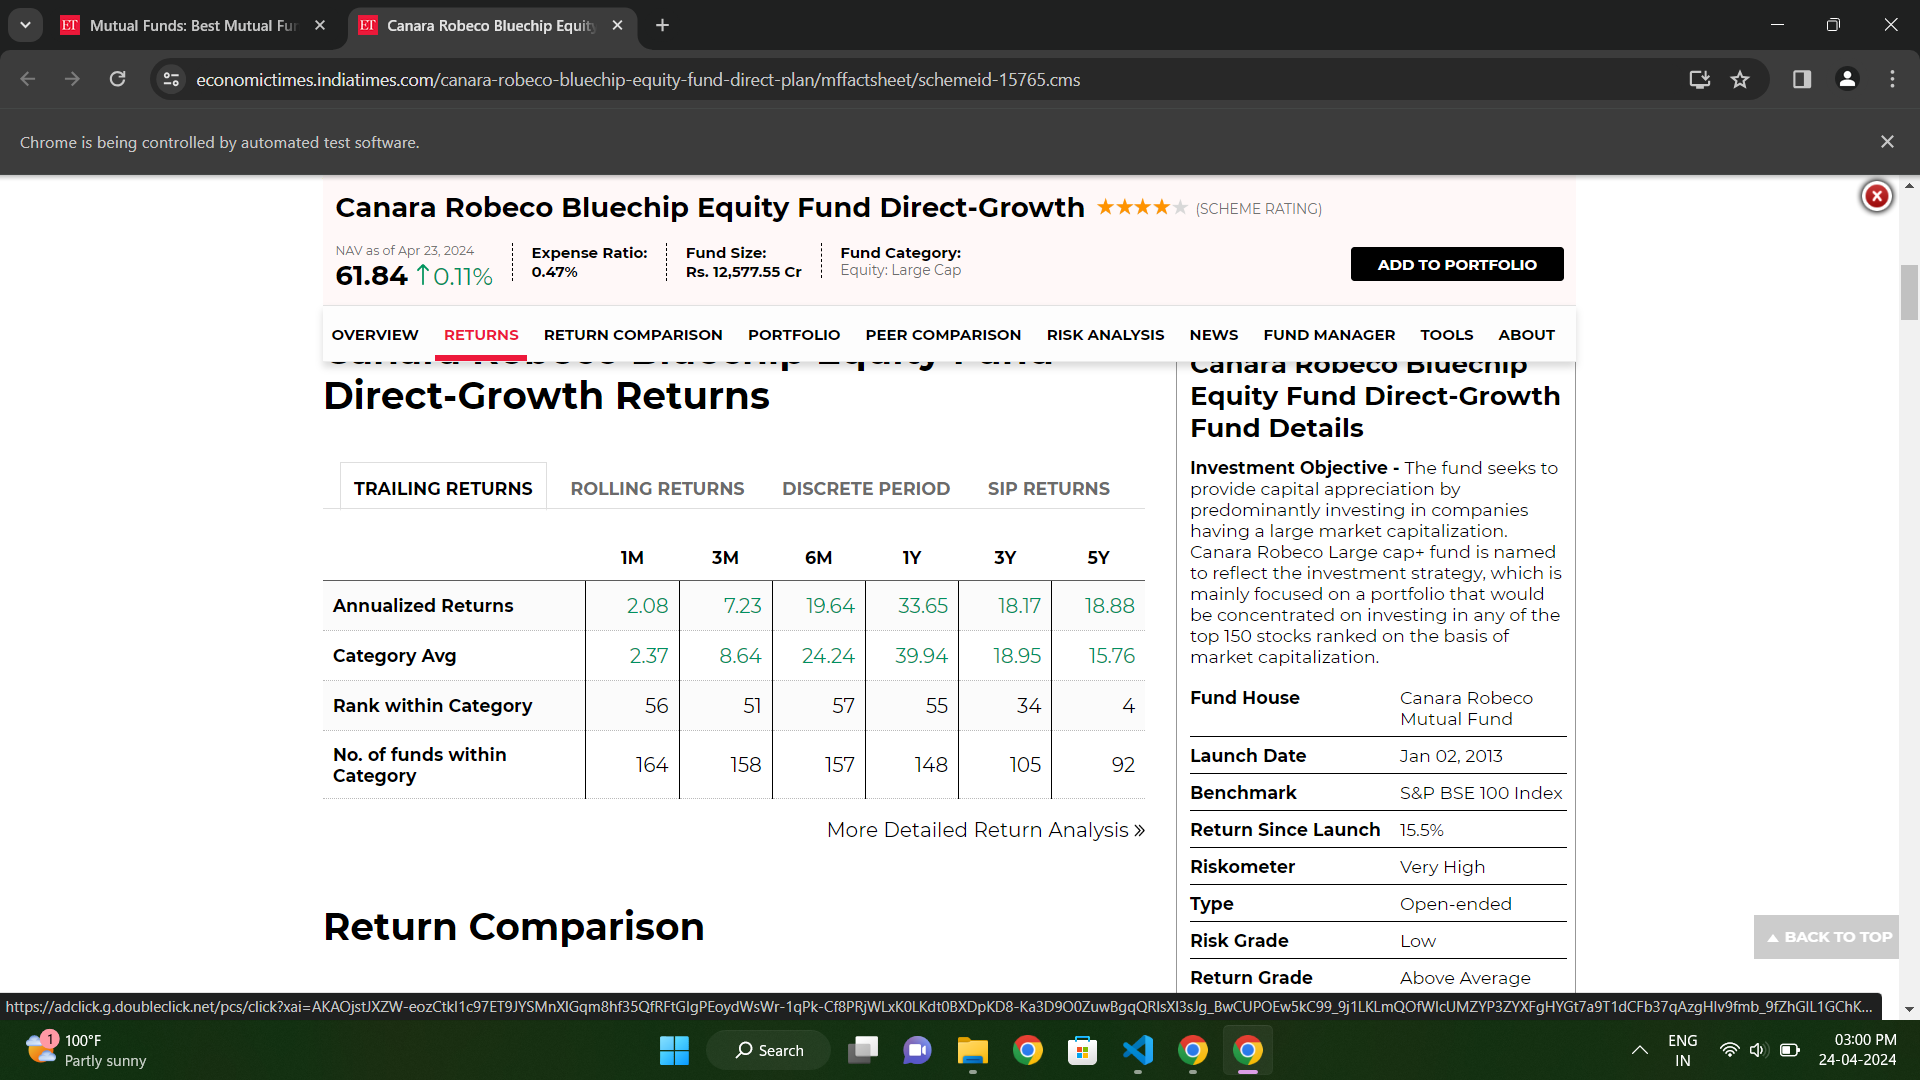 Mutual Funds: Best Mutual Fun
Canara Robeco Bluechip Equity
economictimes.indiatimes.com/canara-robeco-bluechip-equity-fund-direct-plan/mffactsheet/schemeid-15765.cms
Chrome is being controlled by automated test software.
Canara Robeco Bluechip Equity Fund Direct-Growth (SCHEME RATING)
NAV as of Apr 23, 2024
61.84 ↑0.11%
Expense Ratio:
0.47%
Fund Size:
Rs. 12,577.55 Cr
Fund Category:
Equity: Large Cap
ADD TO PORTFOLIO
OVERVIEW RETURNS RETURN COMPARISON PORTFOLIO PEER COMPARISON RISK ANALYSIS NEWS FUND MANAGER TOOLS ABOUT
Canara Robeco Bluechip Equity Fund
Direct-Growth Returns
TRAILING RETURNS ROLLING RETURNS DISCRETE PERIOD SIP RETURNS
1M 3M 6M 1Y 3Y 5Y
Annualized Returns 2.08 7.23 19.64 33.65 18.17 18.88
Category Avg 2.37 8.64 24.24 39.94 18.95 15.76
Rank within Category 56 51 57 55 34 4
No. of funds within
Category 164 158 157 148 105 92
More Detailed Return Analysis »
Return Comparison
Canara Robeco Bluechip
Equity Fund Direct-Growth
Fund Details
Investment Objective - The fund seeks to
provide capital appreciation by
predominantly investing in companies
having a large market capitalization.
Canara Robeco Large cap+ fund is named
to reflect the investment strategy, which is
mainly focused on a portfolio that would
be concentrated on investing in any of the
top 150 stocks ranked on the basis of
market capitalization.
Fund House Canara Robeco
Mutual Fund
Launch Date Jan 02, 2013
Benchmark S&P BSE 100 Index
Return Since Launch 15.5%
Riskometer Very High
Type Open-ended
Risk Grade Low
Return Grade Above Average
BACK TO TOP
1
100°F
Partly sunny
Search
ENG
IN
03:00 PM
24-04-2024